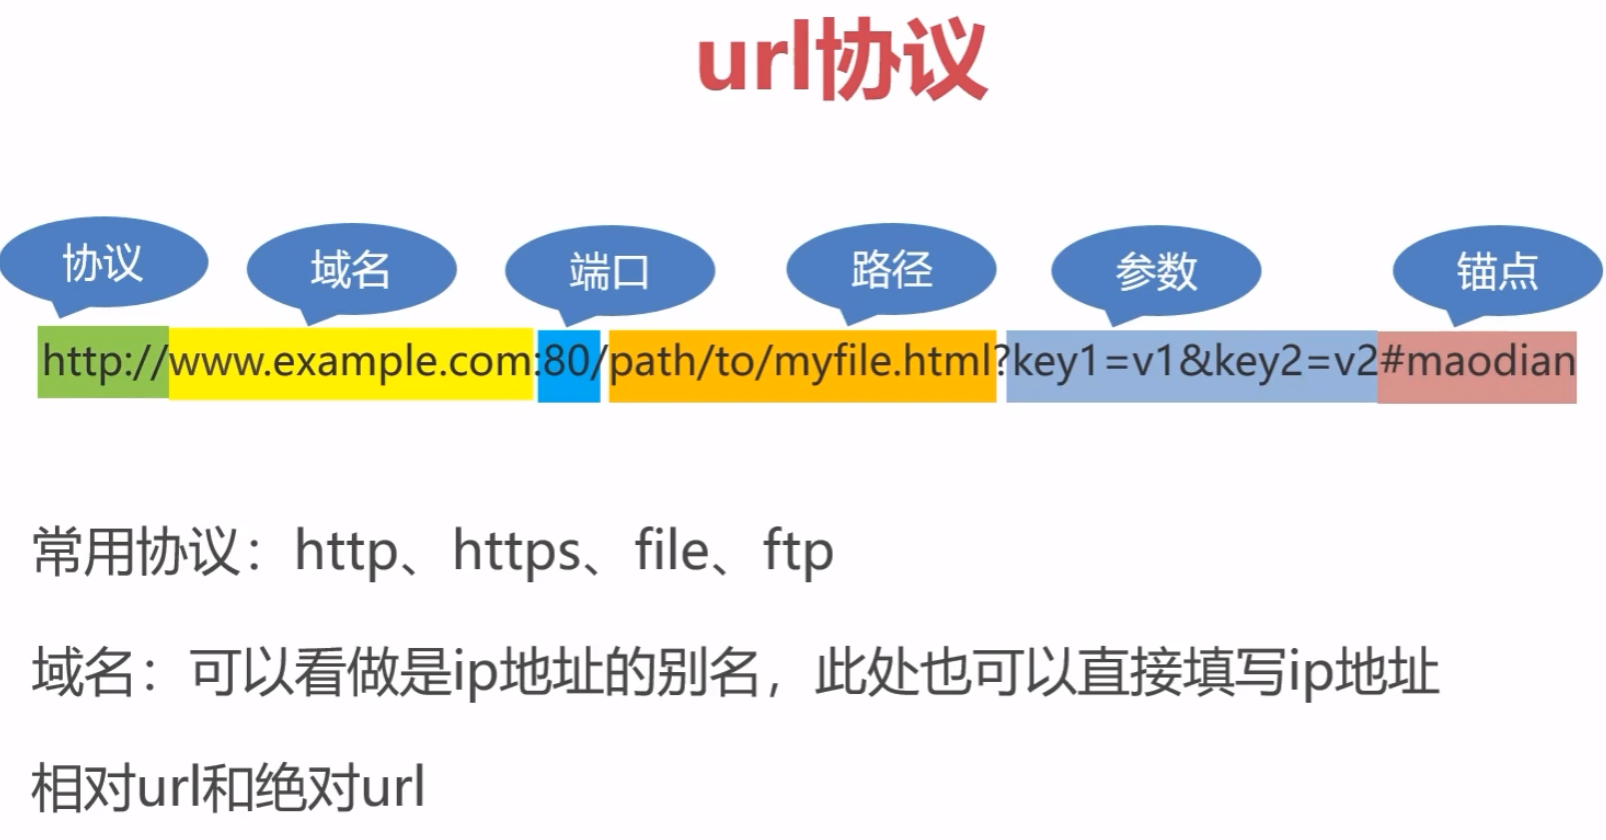 url协议
协议 域名 端口 路径 参数 锚点
http://www.example.com:80/path/to/myfile.html?key1=v1&key2=v2#maodian
常用协议：http、https、file、ftp
域名：可以看做是ip地址的别名，此处也可以直接填写ip地址
相对url和绝对url